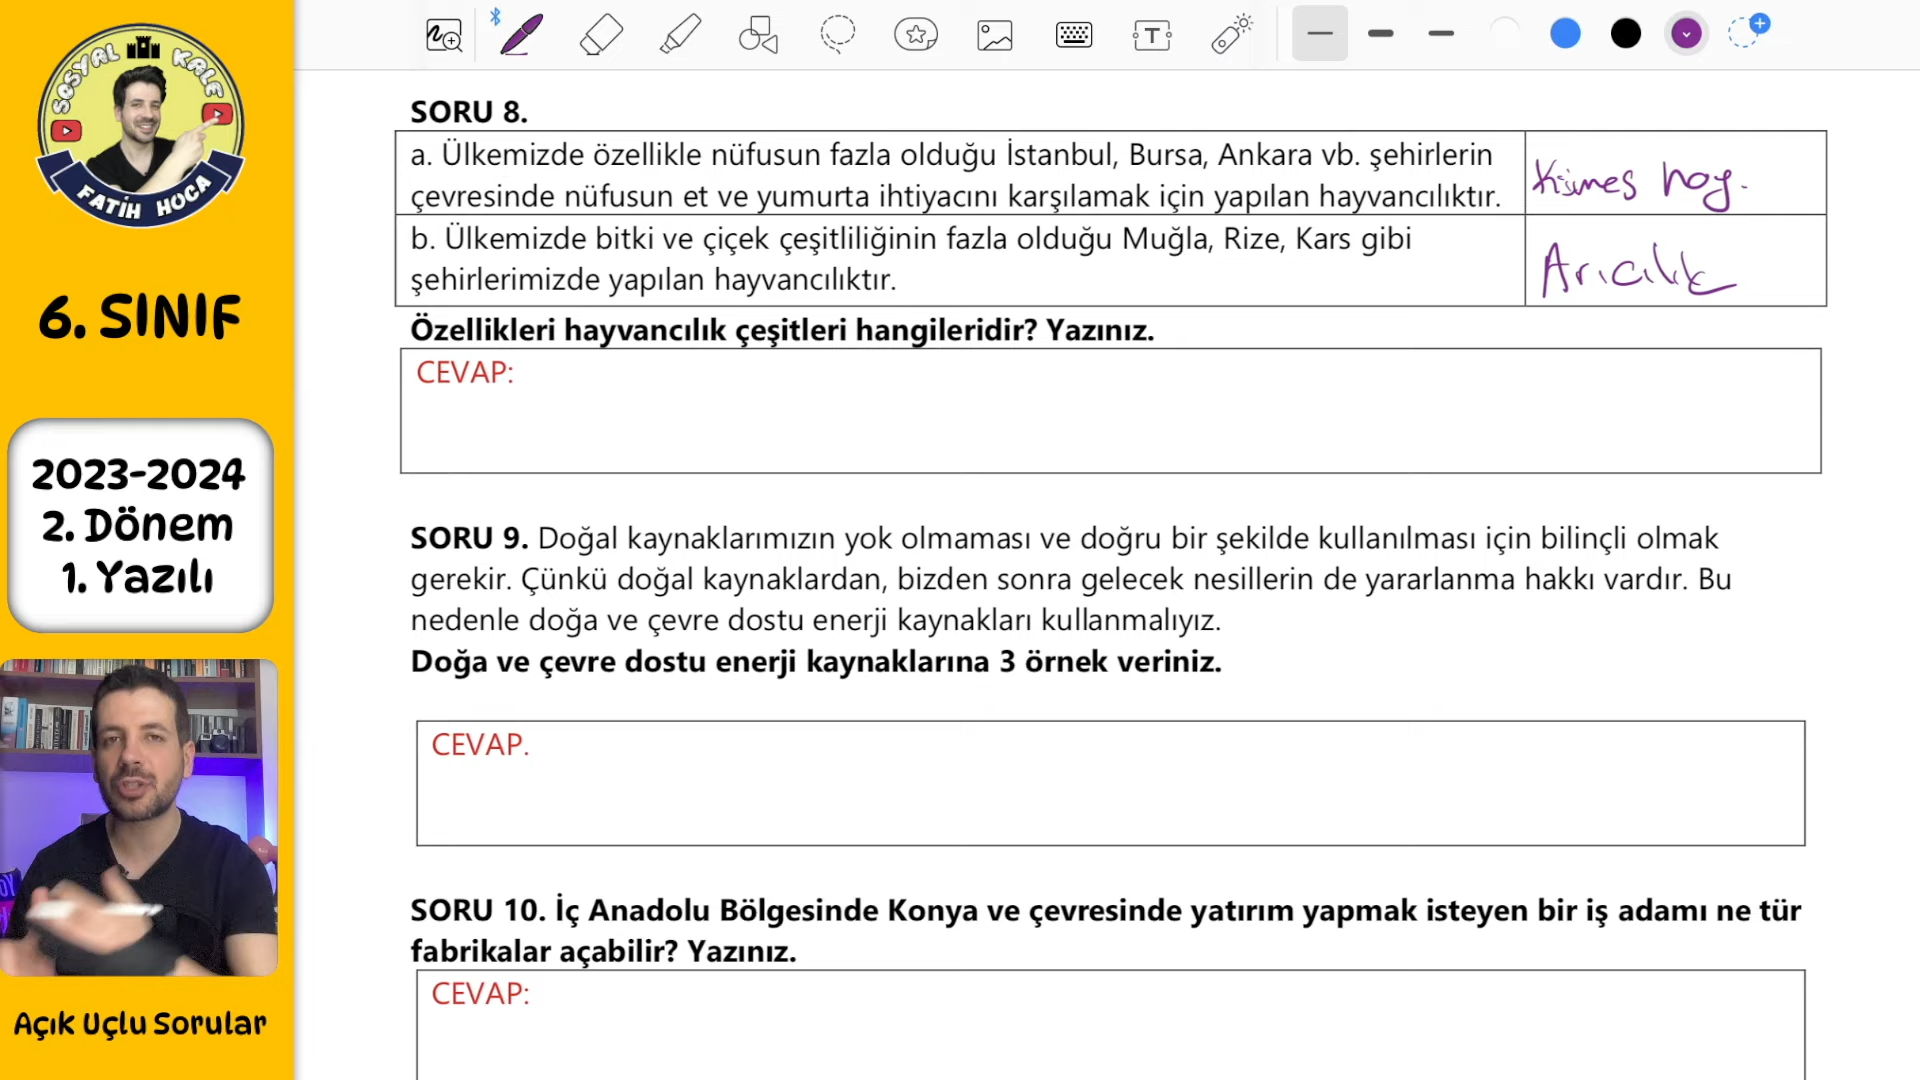 SOSYAL KALE
FATİH HOCA
6. SINIF
2023-2024
2. Dönem
1. Yazılı
Açık Uçlu Sorular
T
SORU 8.
a. Ülkemizde özellikle nüfusun fazla olduğu İstanbul, Bursa, Ankara vb. şehirlerin
çevresinde nüfusun et ve yumurta ihtiyacını karşılamak için yapılan hayvancılıktır.
Kümes hay.
b. Ülkemizde bitki ve çiçek çeşitliliğinin fazla olduğu Muğla, Rize, Kars gibi
şehirlerimizde yapılan hayvancılıktır.
Arıcılık
Özellikleri hayvancılık çeşitleri hangileridir? Yazınız.
CEVAP:
SORU 9. Doğal kaynaklarımızın yok olmaması ve doğru bir şekilde kullanılması için bilinçli olmak
gerekir. Çünkü doğal kaynaklardan, bizden sonra gelecek nesillerin de yararlanma hakkı vardır. Bu
nedenle doğa ve çevre dostu enerji kaynakları kullanmalıyız.
Doğa ve çevre dostu enerji kaynaklarına 3 örnek veriniz.
CEVAP.
SORU 10. İç Anadolu Bölgesinde Konya ve çevresinde yatırım yapmak isteyen bir iş adamı ne tür
fabrikalar açabilir? Yazınız.
CEVAP: